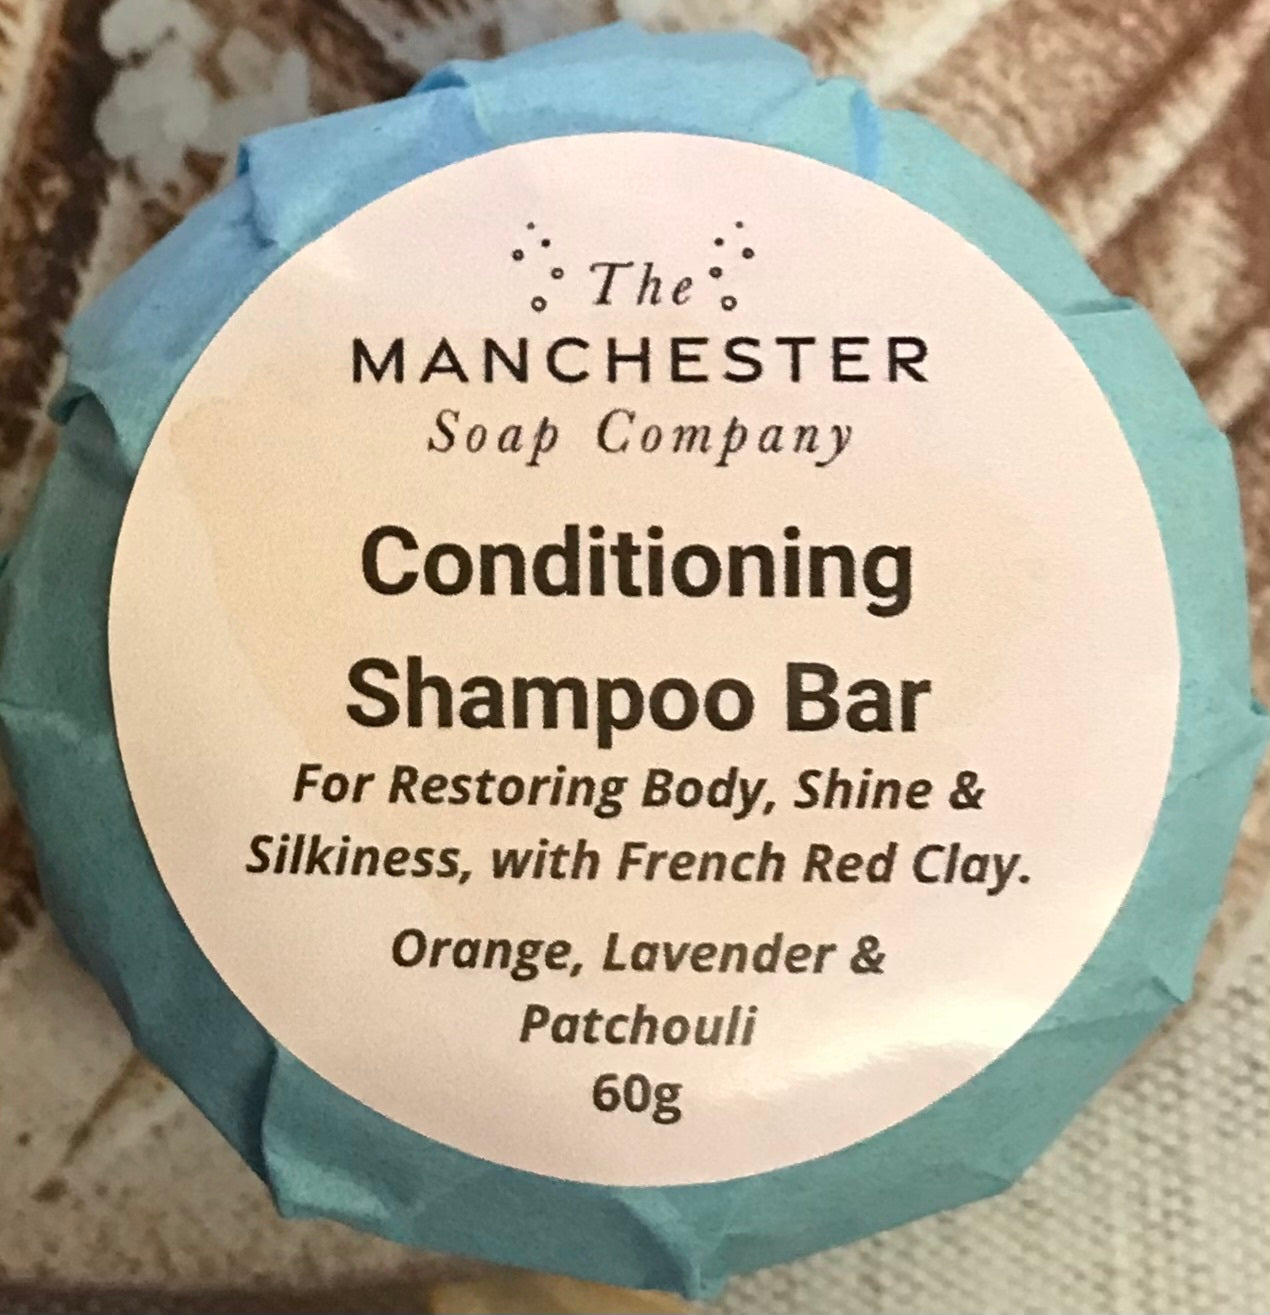 The
MANCHESTER
Soap Company
Conditioning
Shampoo Bar
For Restoring Body, Shine &
Silkiness, with French Red Clay.
Orange, Lavender &
Patchouli
60g